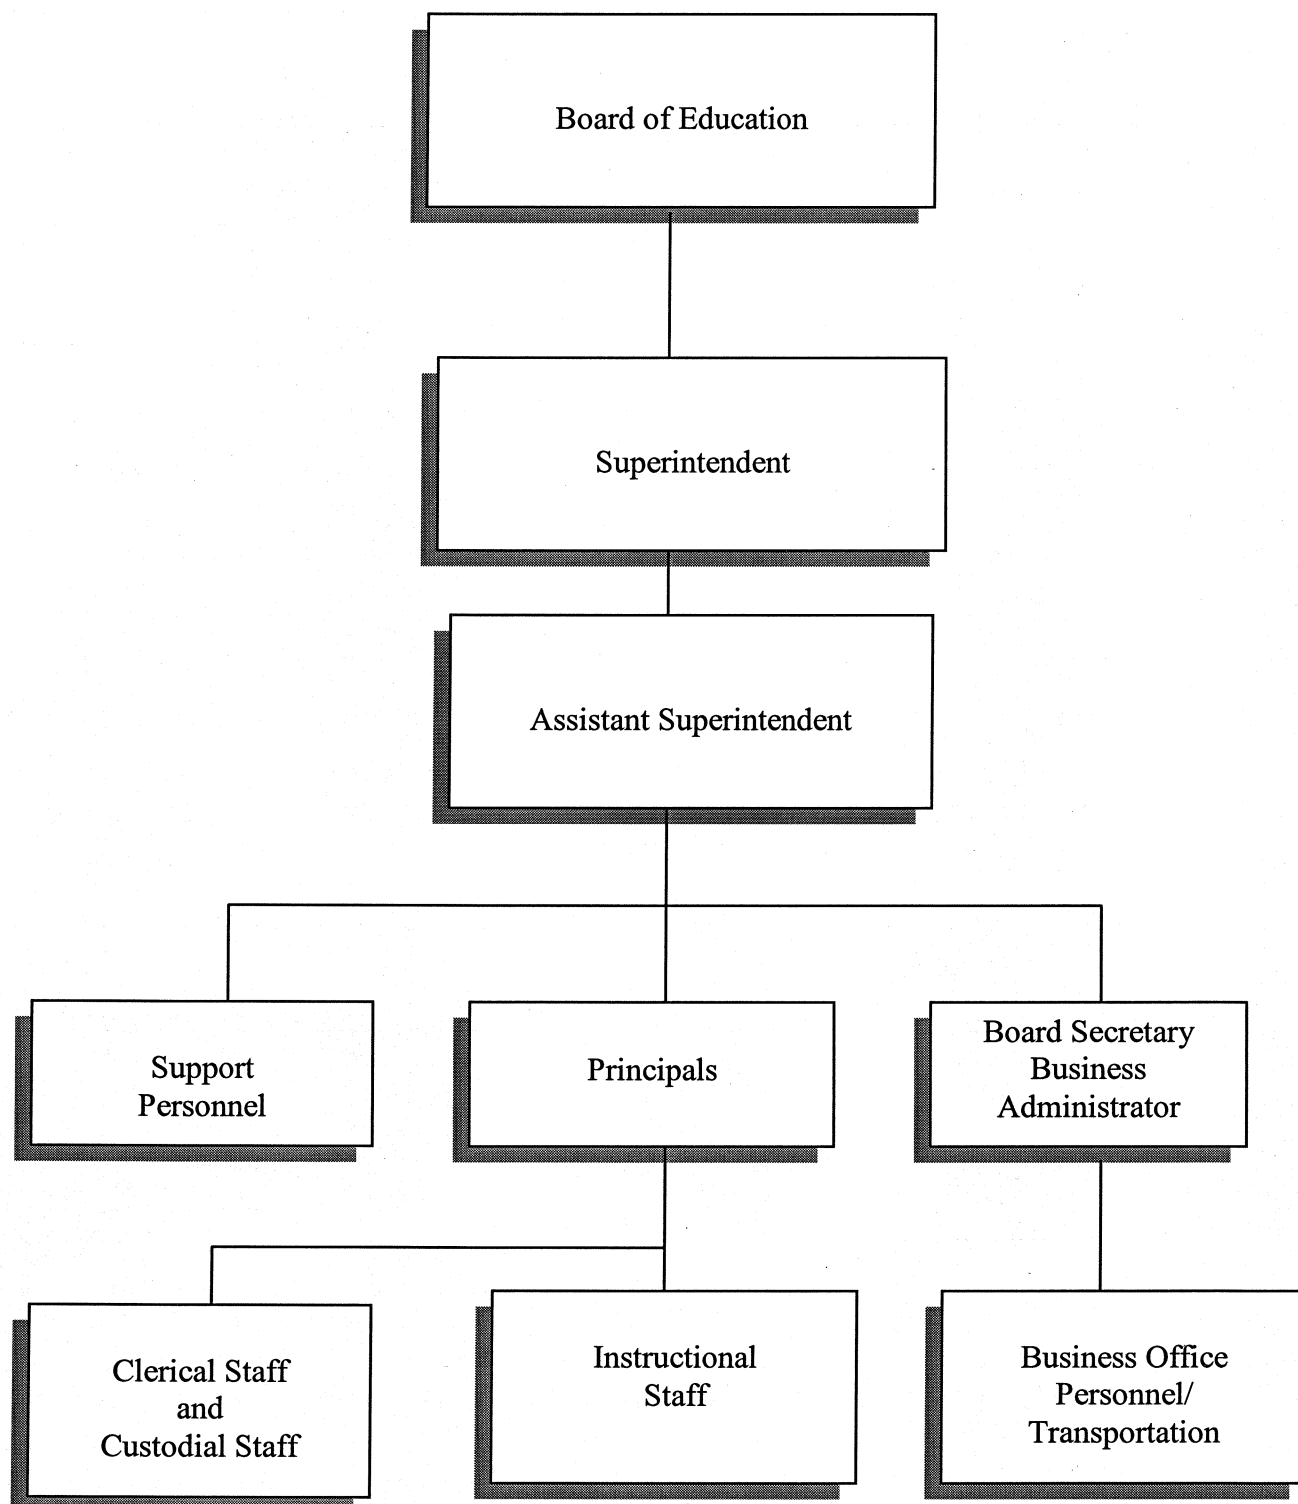 Board of Education
Superintendent
Assistant Superintendent
Support
Personnel
Principals
Board Secretary
Business
Administrator
Clerical Staff
and
Custodial Staff
Instructional
Staff
Business Office
Personnel/
Transportation